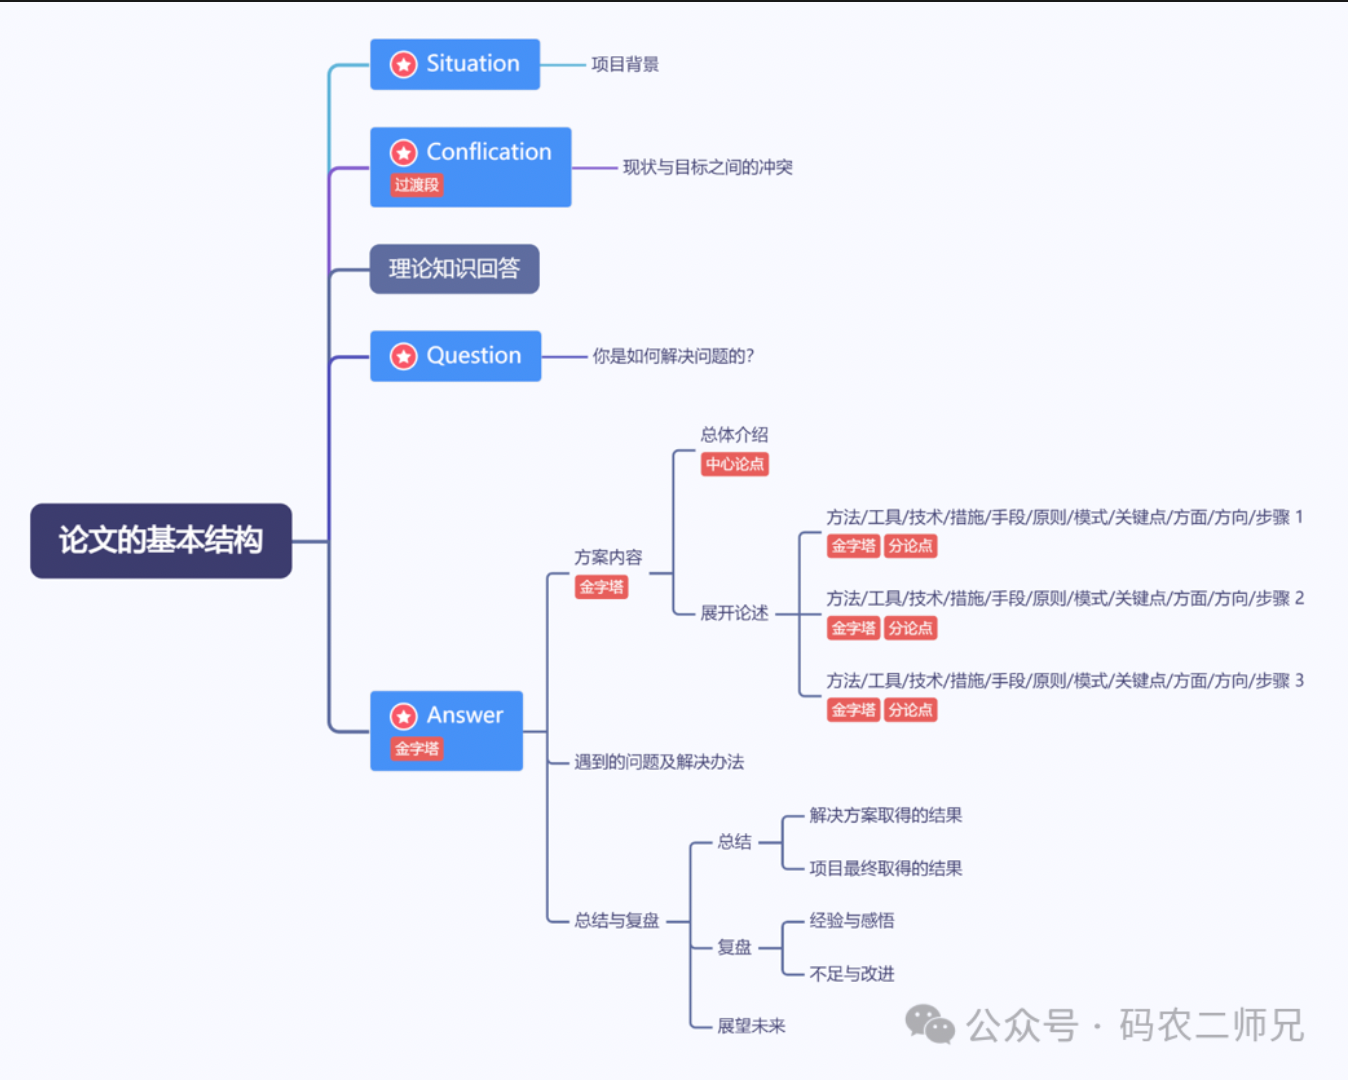 Situation
项目背景
Conflication
过渡段
现状与目标之间的冲突
理论知识回答
Question
你是如何解决问题的?
论文的基本结构
Answer
金字塔
方案内容
金字塔
总体介绍
中心论点
展开论述
方法/工具/技术/措施/手段/原则/模式/关键点/方面/方向/步骤 1
金字塔 分论点
方法/工具/技术/措施/手段/原则/模式/关键点/方面/方向/步骤 2
金字塔 分论点
方法/工具/技术/措施/手段/原则/模式/关键点/方面/方向/步骤 3
金字塔 分论点
遇到的问题及解决办法
总结与复盘
总结
解决方案取得的结果
项目最终取得的结果
复盘
经验与感悟
不足与改进
展望未来
公众号 · 码农二师兄